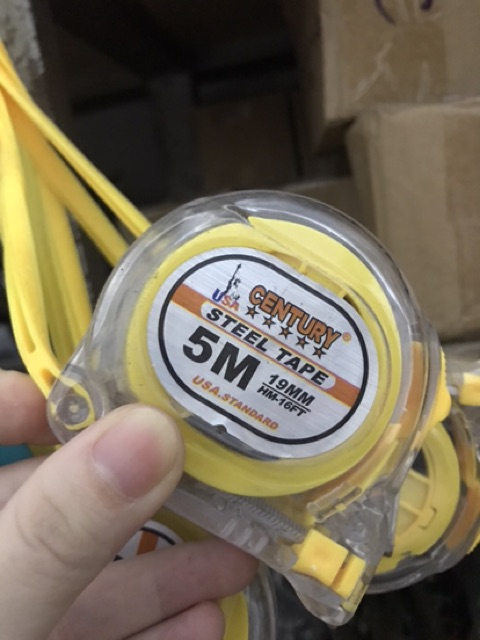 USA
CENTURY®
STEEL TAPE
5M
19MM
HM-16FT
USA.STANDARD